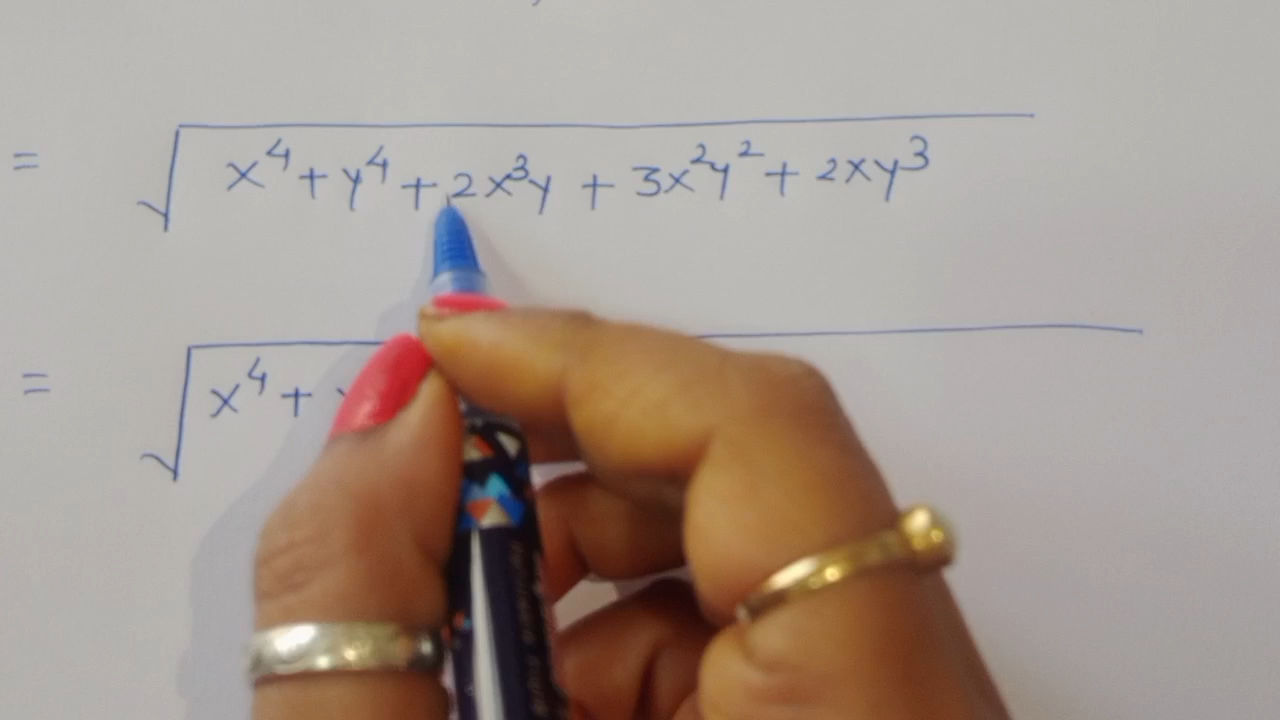 = √(x⁴ + y⁴ + 2x³y + 3x²y² + 2xy³)
= √(x⁴ +